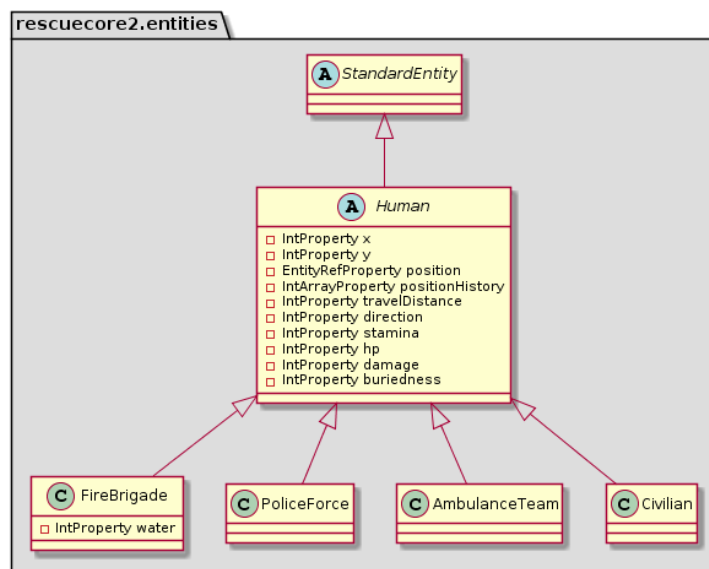 rescuecore2.entities
A StandardEntity
A Human
IntProperty x
IntProperty y
EntityRefProperty position
IntArrayProperty positionHistory
IntProperty travelDistance
IntProperty direction
IntProperty stamina
IntProperty hp
IntProperty damage
IntProperty buriedness
C FireBrigade
IntProperty water
C PoliceForce
C AmbulanceTeam
C Civilian